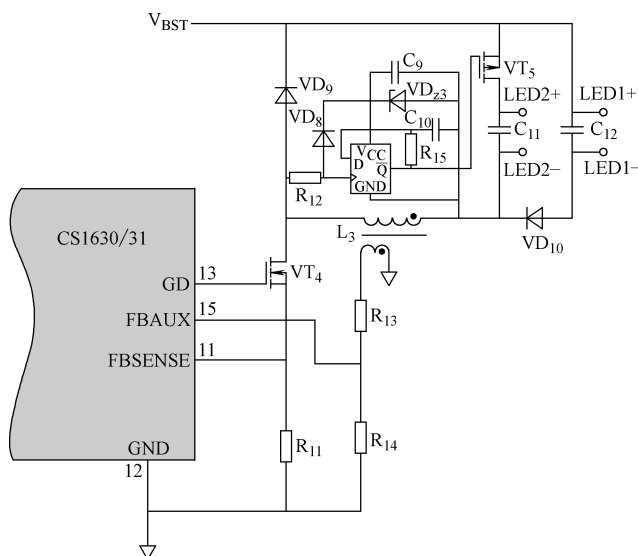 V_BST
C_9
VD_9
VT_5
VD_z3
LED2+
LED1+
VD_8
C_10
V_CC
D
Q̅
GND
R_15
C_11
C_12
LED2−
LED1−
R_12
CS1630/31
L_3
VD_10
GD
13
VT_4
FBAUX
15
R_13
FBSENSE
11
GND
12
R_11
R_14